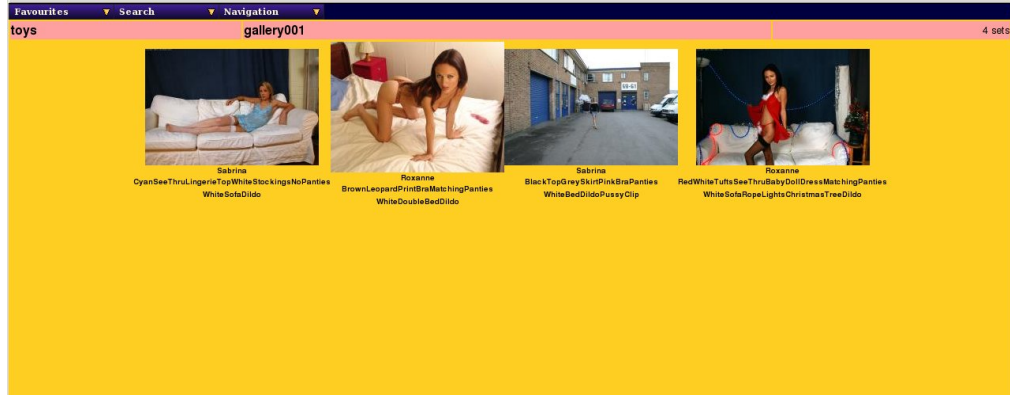 Favourites ▼ Search ▼ Navigation ▼
toys gallery001 4 sets
Sabrina
CyanSeeThruLingerieTopWhiteStockingsNoPanties
WhiteSofaDildo
Roxanne
BrownLeopardPrintBraMatchingPanties
WhiteDoubleBedDildo
Sabrina
BlackTopGreySkirtPinkBraPanties
WhiteBedDildoPussyClip
Roxanne
RedWhiteTuftsSeeThruBabyDollDressMatchingPanties
WhiteSofaRopeLightsChristmasTreeDildo